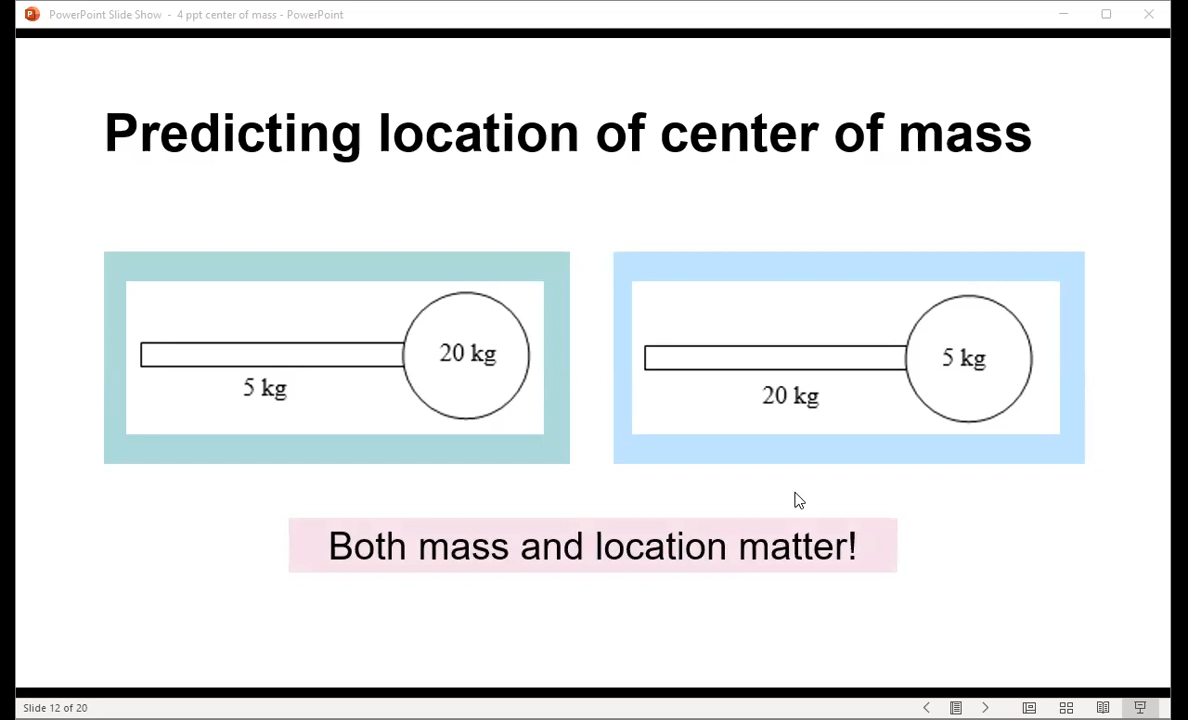 PowerPoint Slide Show - 4 ppt center of mass - PowerPoint
Predicting location of center of mass
20 kg
5 kg
5 kg
20 kg
Both mass and location matter!
Slide 12 of 20